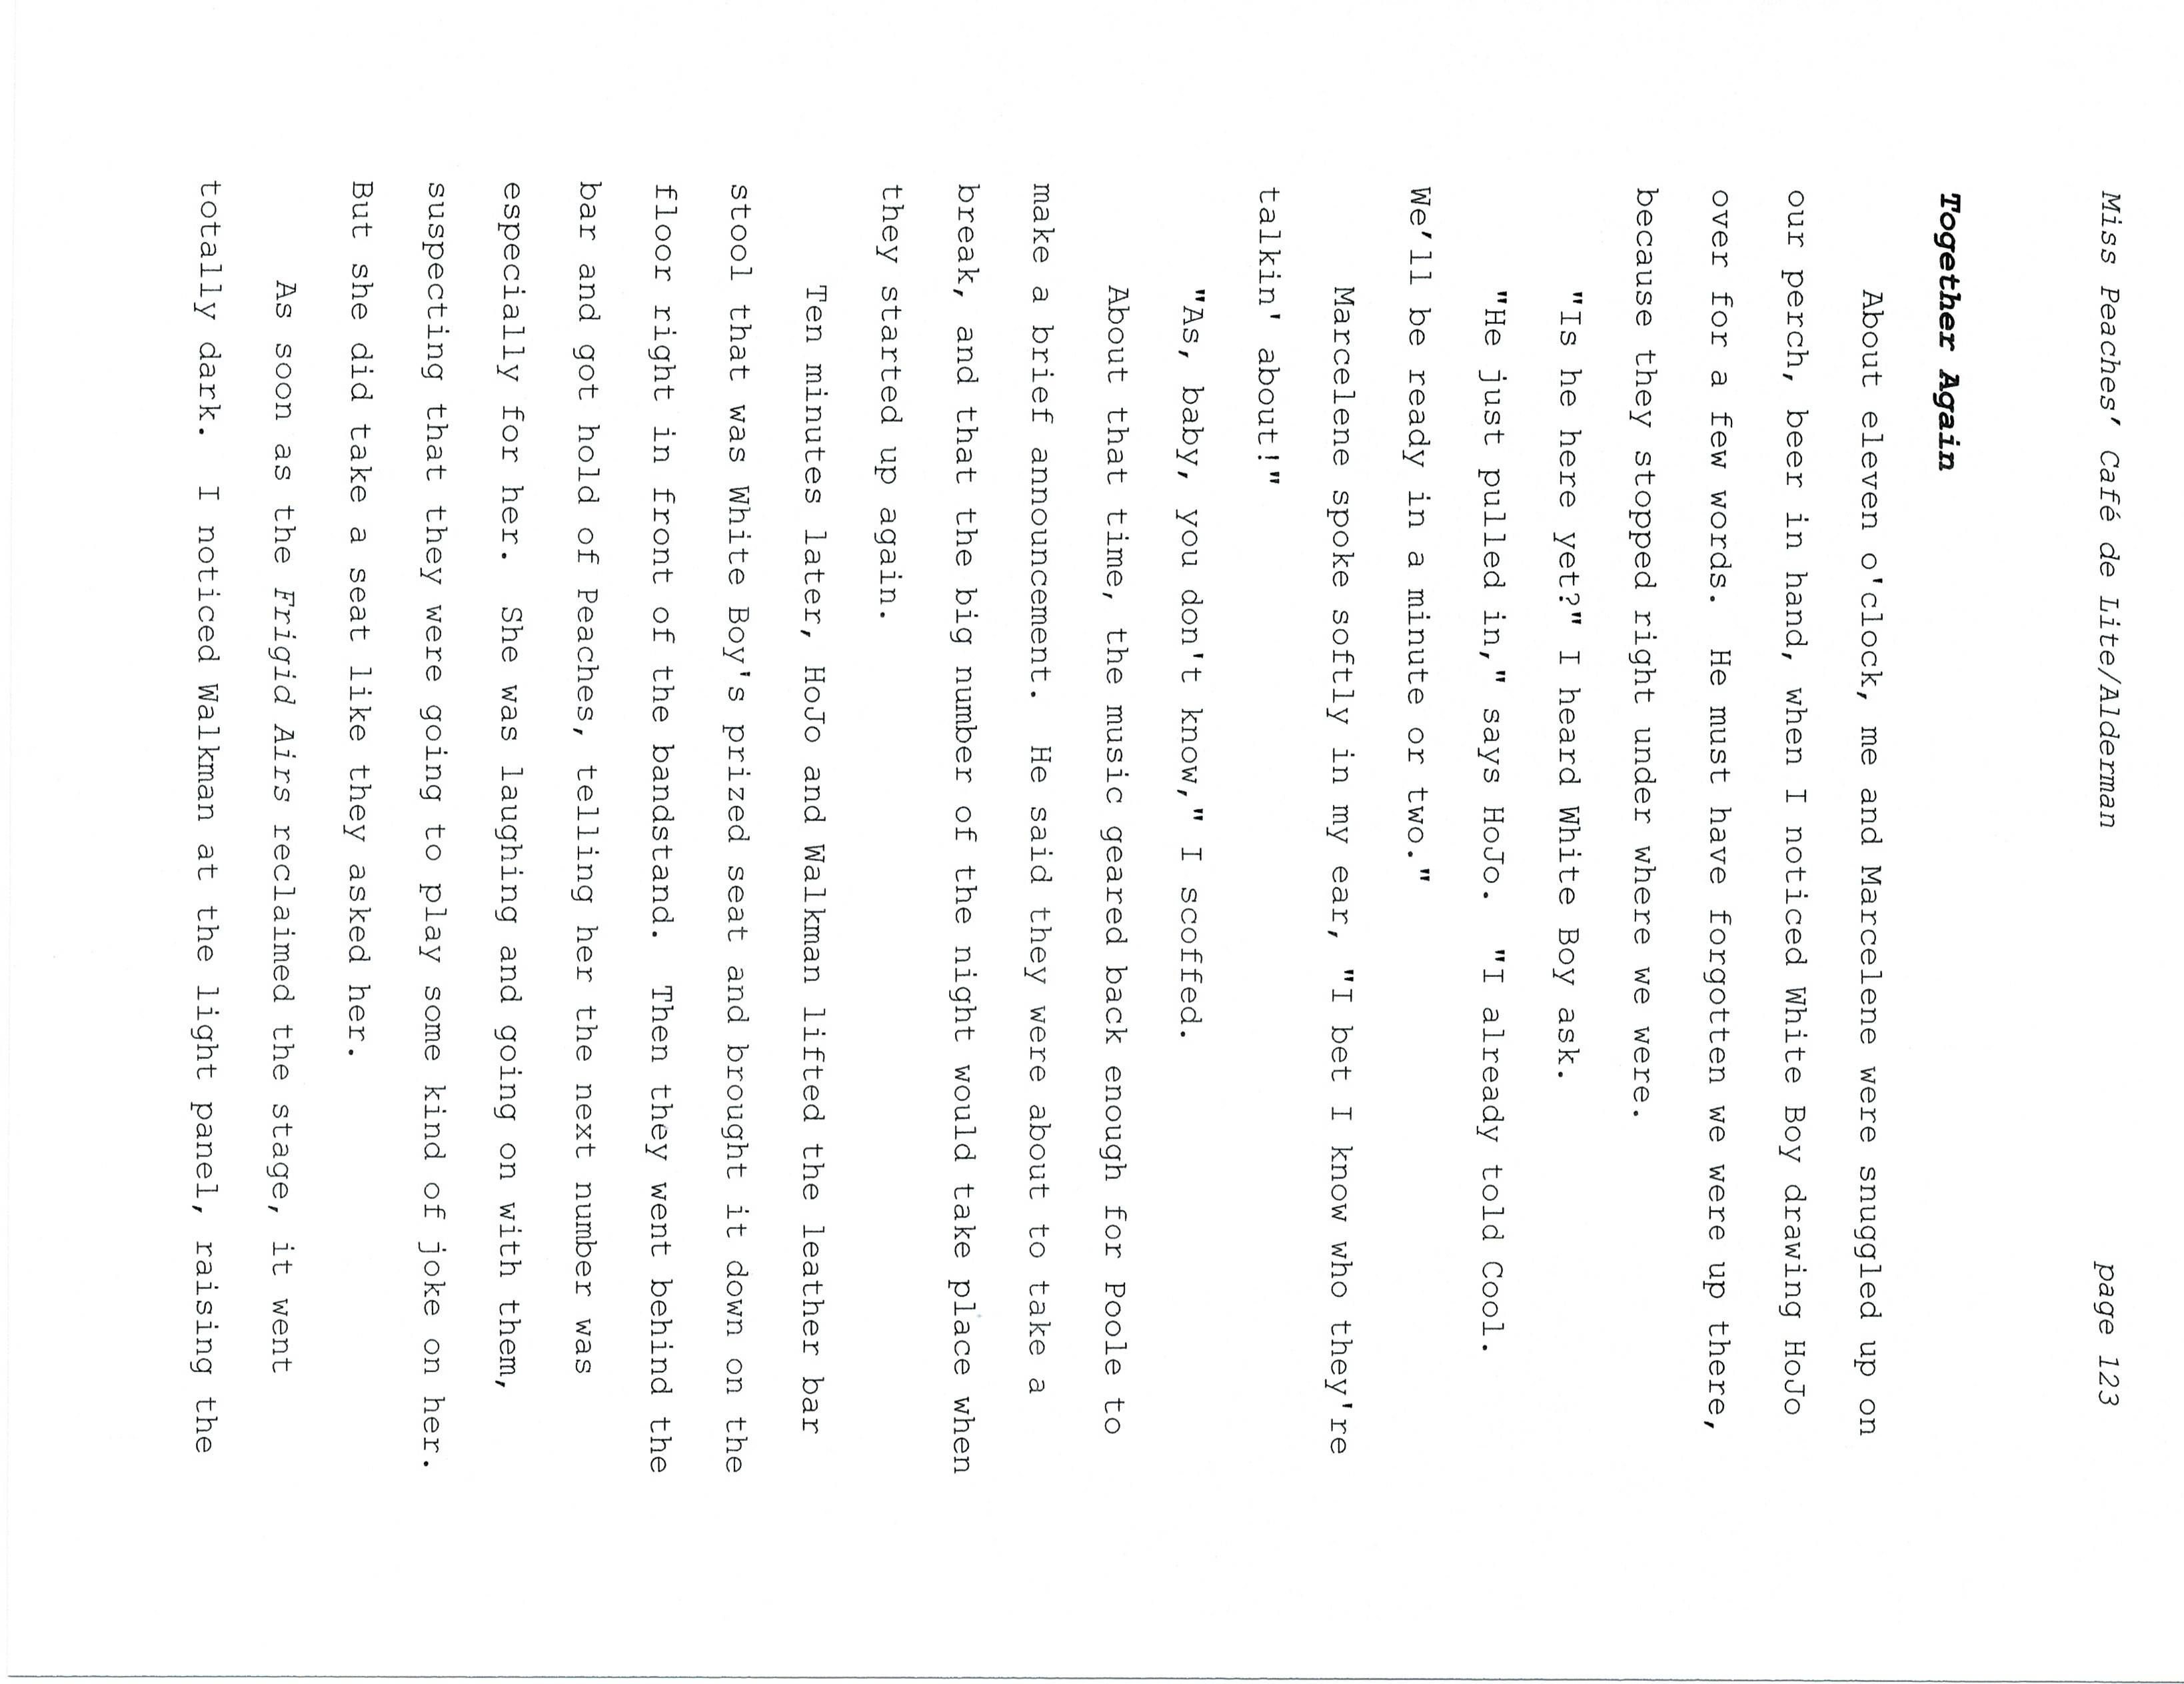 Miss Peaches’ Café de Lite/Alderman page 123
Together Again
About eleven o'clock, me and Marcelene were snuggled up on
our perch, beer in hand, when I noticed White Boy drawing HoJo
over for a few words.  He must have forgotten we were up there,
because they stopped right under where we were.
"Is he here yet?" I heard White Boy ask.
"He just pulled in," says HoJo.  "I already told Cool.
We’ll be ready in a minute or two."
Marcelene spoke softly in my ear, "I bet I know who they're
talkin' about!"
"As, baby, you don't know," I scoffed.
About that time, the music geared back enough for Poole to
make a brief announcement.  He said they were about to take a
break, and that the big number of the night would take place when
they started up again.
Ten minutes later, HoJo and Walkman lifted the leather bar
stool that was White Boy's prized seat and brought it down on the
floor right in front of the bandstand.  Then they went behind the
bar and got hold of Peaches, telling her the next number was
especially for her.  She was laughing and going on with them,
suspecting that they were going to play some kind of joke on her.
But she did take a seat like they asked her.
As soon as the Frigid Airs reclaimed the stage, it went
totally dark.  I noticed Walkman at the light panel, raising the